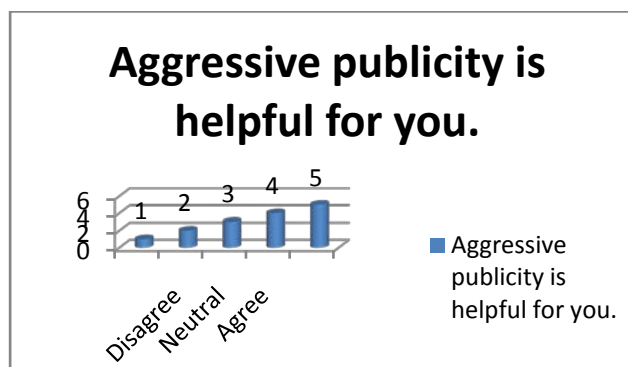 Aggressive publicity is
helpful for you.
6
4
2
0
1
2
3
4
5
Disagree
Neutral
Agree
Aggressive
publicity is
helpful for you.